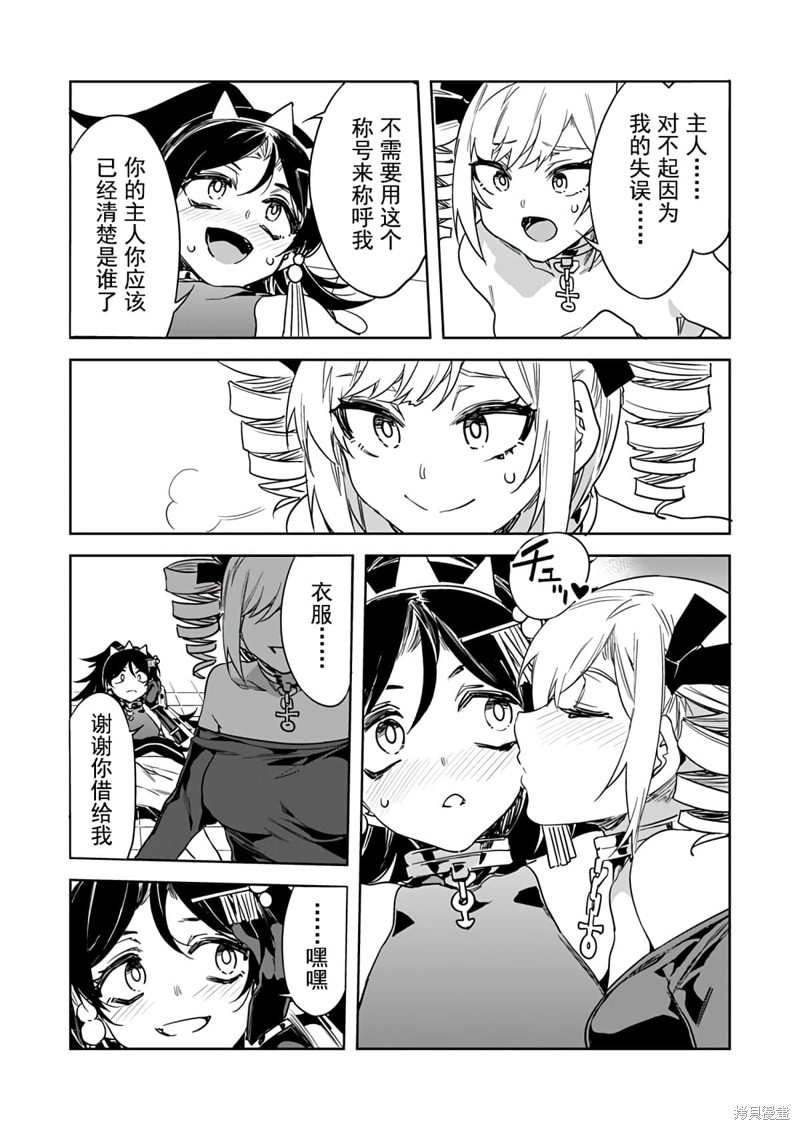 主人……
对不起因为
我的失误……
不需要用这个
称号来称呼我
你的主人你应该
已经清楚是谁了
チュッ♥
衣服……
谢谢你借给我
……嘿嘿
拷贝漫畫